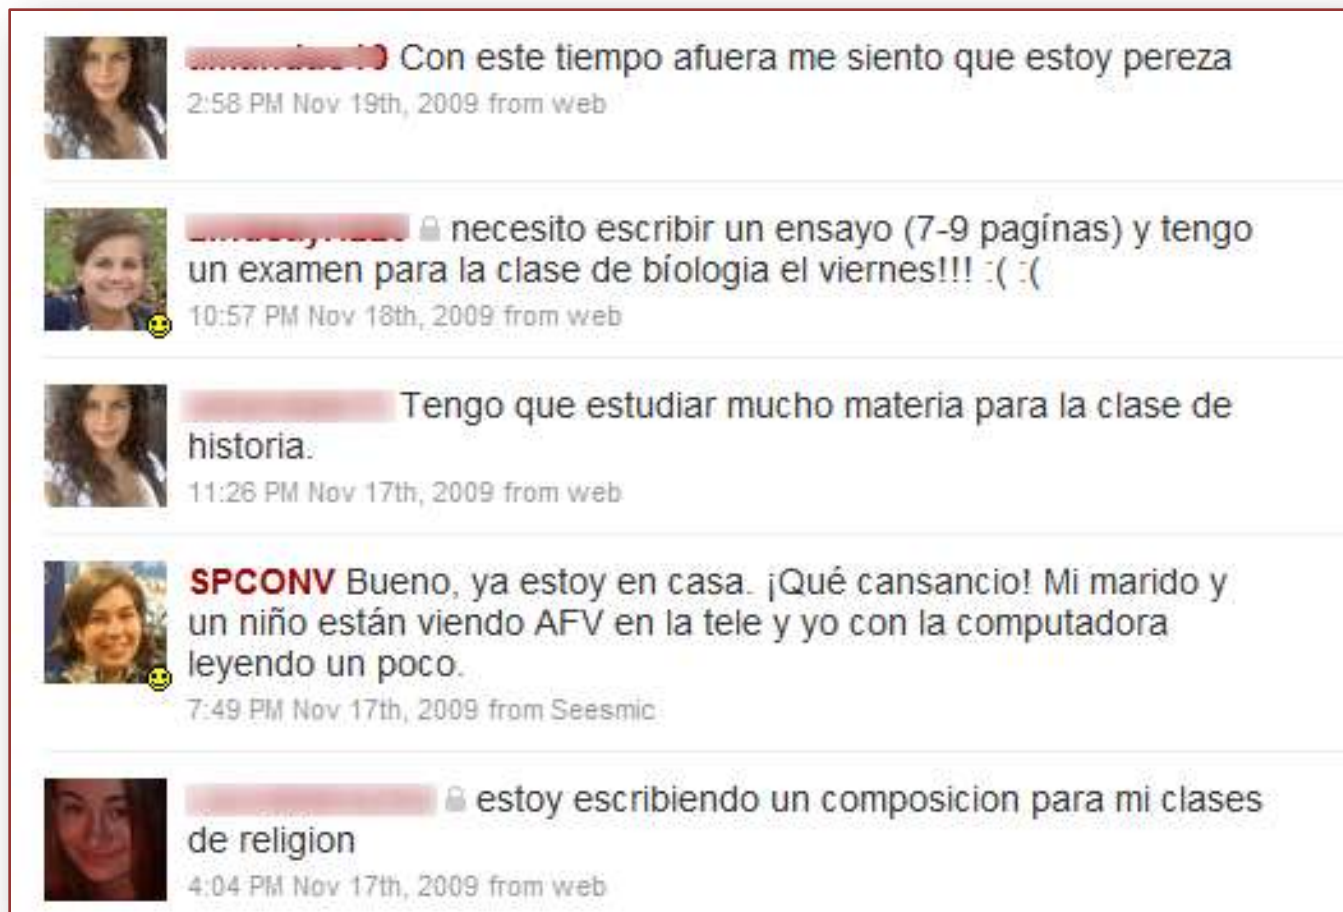 Con este tiempo afuera me siento que estoy pereza
2:58 PM Nov 19th, 2009 from web
necesito escribir un ensayo (7-9 pagínas) y tengo
un examen para la clase de bíologia el viernes!!! :( :(
10:57 PM Nov 18th, 2009 from web
Tengo que estudiar mucho materia para la clase de
historia.
11:26 PM Nov 17th, 2009 from web
SPCONV Bueno, ya estoy en casa. ¡Qué cansancio! Mi marido y
un niño están viendo AFV en la tele y yo con la computadora
leyendo un poco.
7:49 PM Nov 17th, 2009 from Seesmic
estoy escribiendo un composicion para mi clases
de religion
4:04 PM Nov 17th, 2009 from web